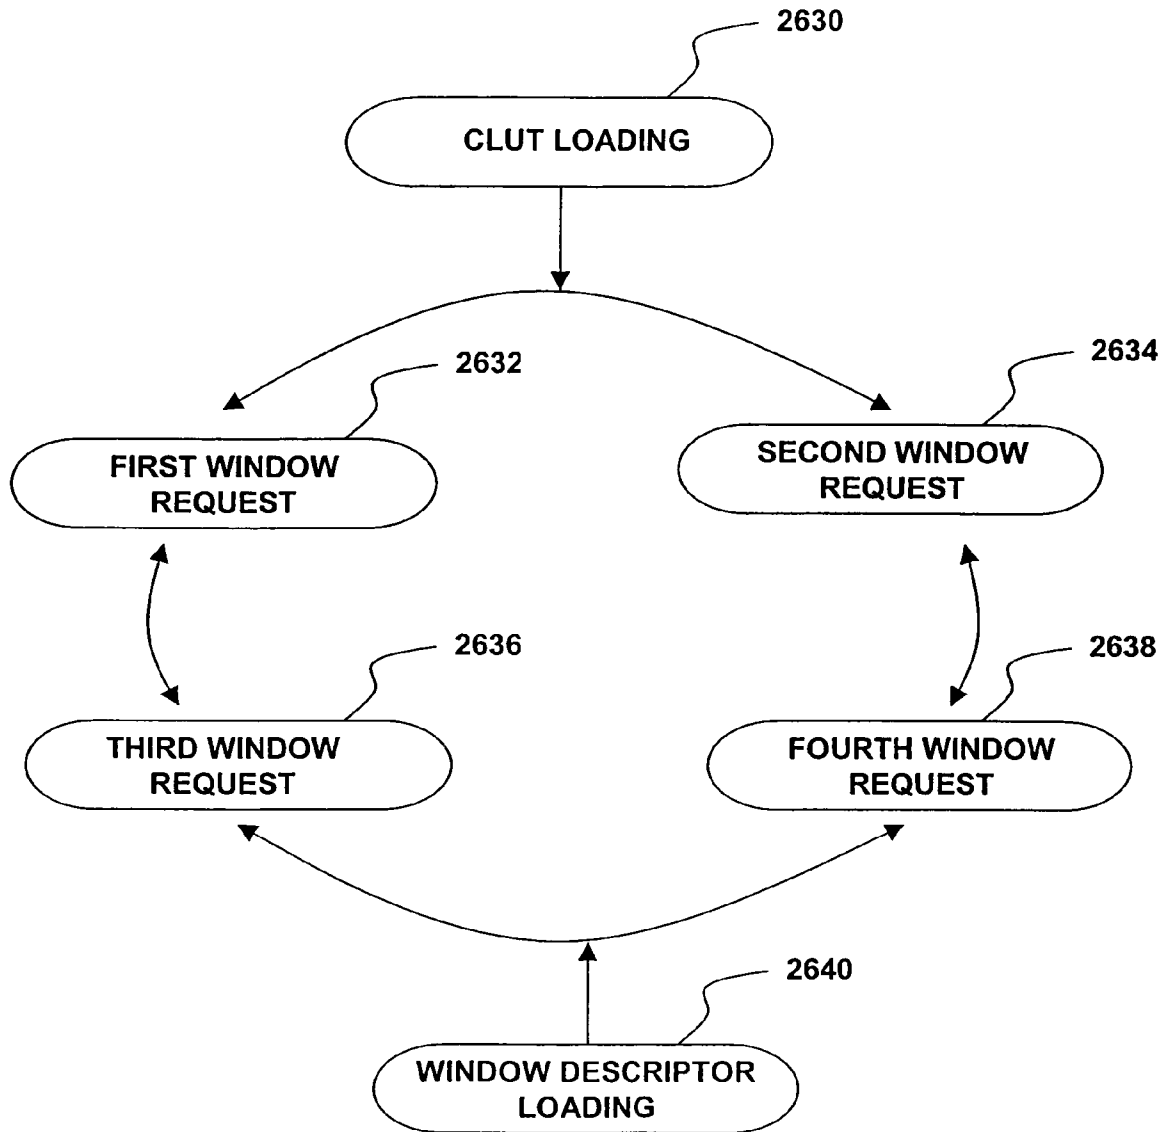 2630
CLUT LOADING
2632
2634
FIRST WINDOW
REQUEST
SECOND WINDOW
REQUEST
2636
2638
THIRD WINDOW
REQUEST
FOURTH WINDOW
REQUEST
2640
WINDOW DESCRIPTOR
LOADING